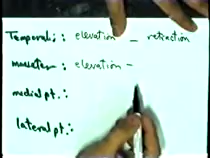 Temporalis: elevation _ retraction
masseter: elevation -
medial pt.:
lateral pt.: